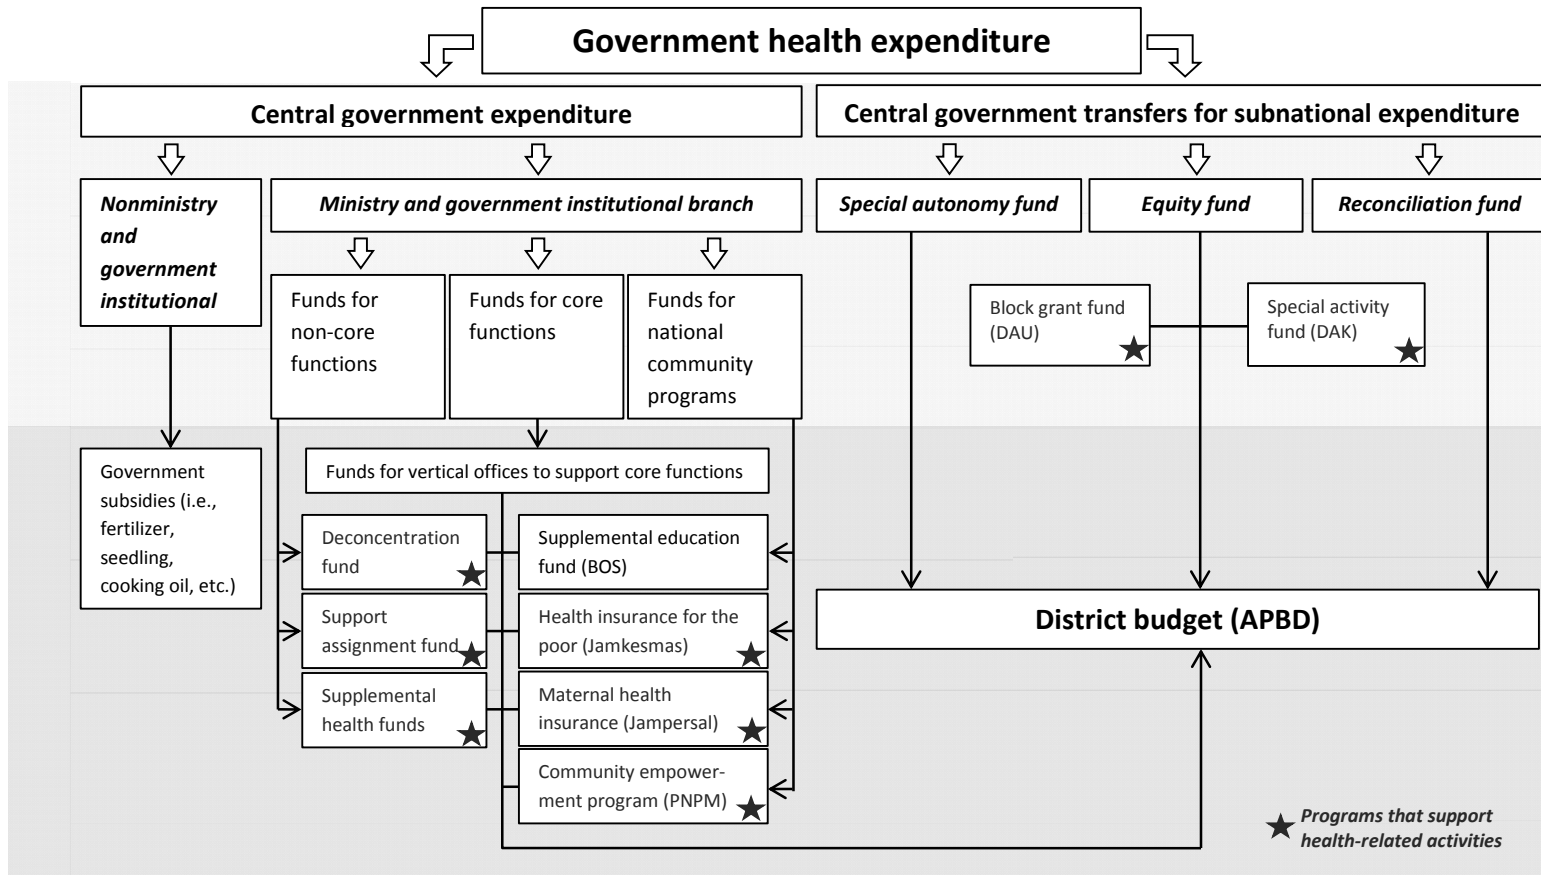 Government health expenditure
Central government expenditure
Central government transfers for subnational expenditure
Nonministry
and
government
institutional
Ministry and government institutional branch
Special autonomy fund
Equity fund
Reconciliation fund
Funds for
non-core
functions
Funds for core
functions
Funds for
national
community
programs
Block grant fund
(DAU)
Special activity
fund (DAK)
Government
subsidies (i.e.,
fertilizer,
seedling,
cooking oil, etc.)
Funds for vertical offices to support core functions
Deconcentration
fund
Supplemental education
fund (BOS)
Support
assignment fund
Health insurance for the
poor (Jamkesmas)
Supplemental
health funds
Maternal health
insurance (Jampersal)
Community empower-
ment program (PNPM)
District budget (APBD)
Programs that support
health-related activities